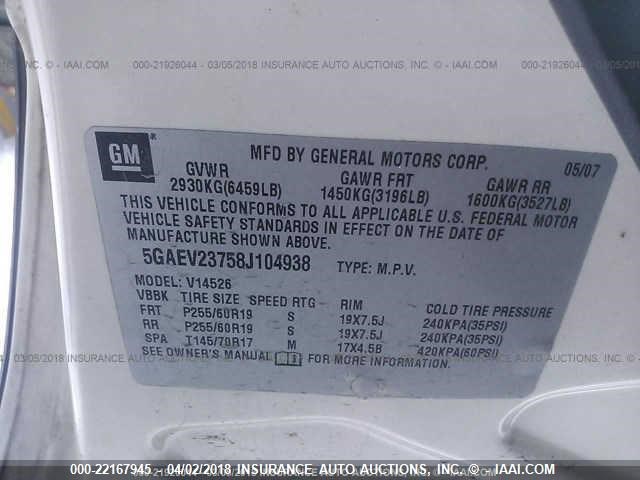 000-21926044 - 03/05/2018 INSURANCE AUTO AUCTIONS, INC. - IAAI.COM
GM
MFD BY GENERAL MOTORS CORP. 05/07
GVWR GAWR FRT GAWR RR
2930KG(6459LB) 1450KG(3196LB) 1600KG(3527LB)
THIS VEHICLE CONFORMS TO ALL APPLICABLE U.S. FEDERAL MOTOR
VEHICLE SAFETY STANDARDS IN EFFECT ON THE DATE OF
MANUFACTURE SHOWN ABOVE.
5GAEV23758J104938 TYPE: M.P.V.
MODEL: V14526
VBBK TIRE SIZE SPEED RTG RIM COLD TIRE PRESSURE
FRT P255/60R19 S 19X7.5J 240KPA(35PSI)
RR P255/60R19 S 19X7.5J 240KPA(35PSI)
SPA T145/70R17 M 17X4.5B 420KPA(60PSI)
SEE OWNER'S MANUAL FOR MORE INFORMATION.
000-22167945 - 04/02/2018 INSURANCE AUTO AUCTIONS, INC. - IAAI.COM